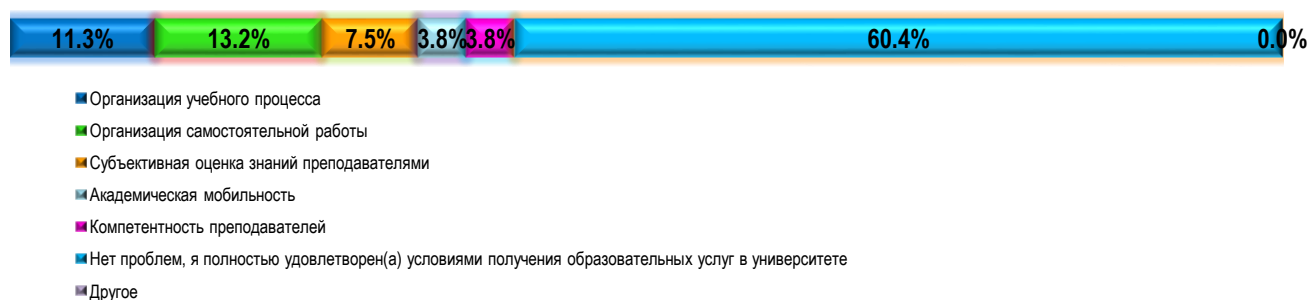 11.3% 13.2% 7.5% 3.8% 3.8% 60.4% 0.0%
Организация учебного процесса
Организация самостоятельной работы
Субъективная оценка знаний преподавателями
Академическая мобильность
Компетентность преподавателей
Нет проблем, я полностью удовлетворен(а) условиями получения образовательных услуг в университете
Другое